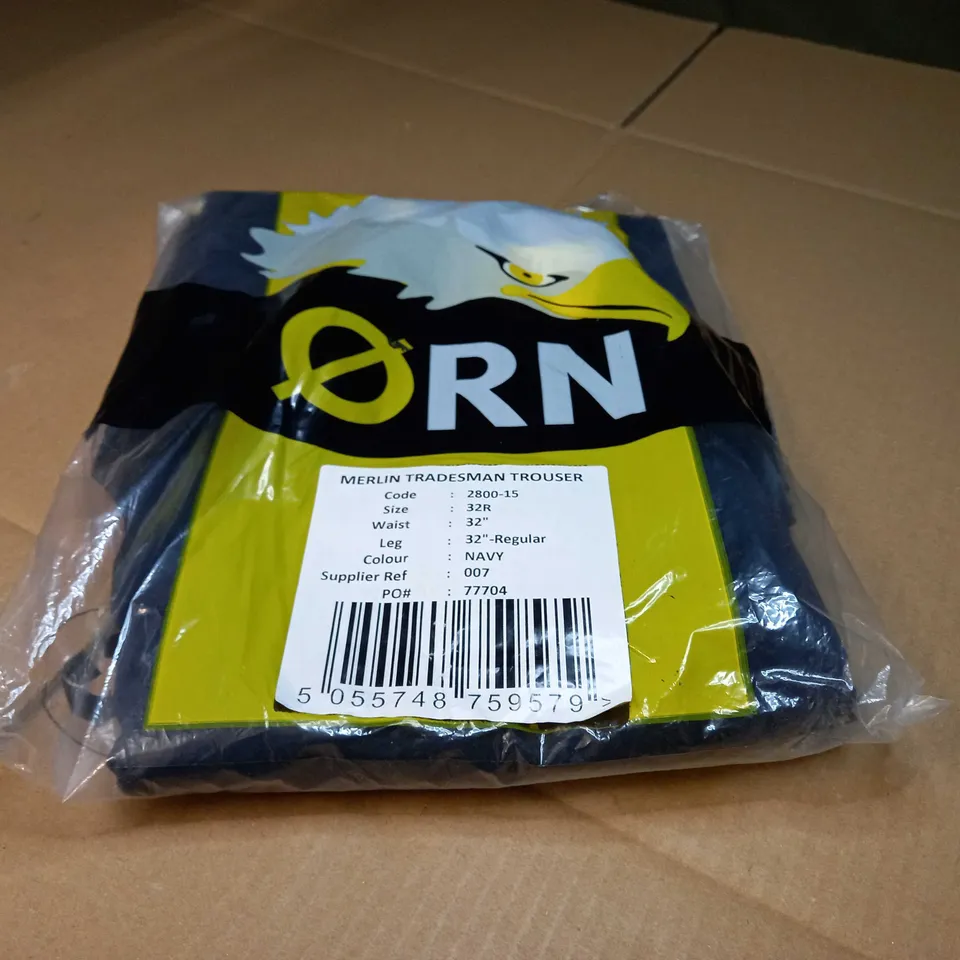 ØRN
MERLIN TRADESMAN TROUSER
Code : 2800-15
Size : 32R
Waist : 32"
Leg : 32"-Regular
Colour : NAVY
Supplier Ref : 007
PO# : 77704
5 055748 759579 >